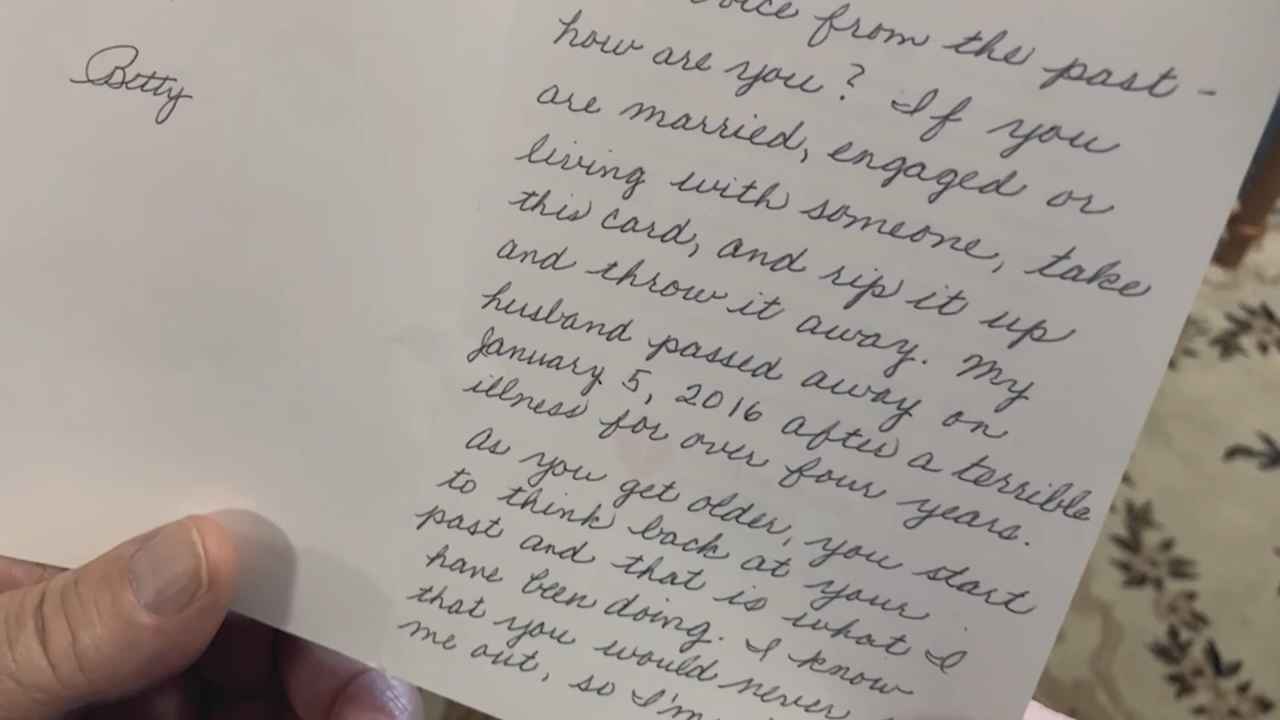 Betty
from the past -
how are you? If you
are married, engaged or
living with someone, take
this card, and rip it up
and throw it away. My
husband passed away on
January 5, 2016 after a terrible
illness for over four years.
As you get older, you start
to think back at your
past and that is what I
have been doing. I know
that you would never
me out, so I'm